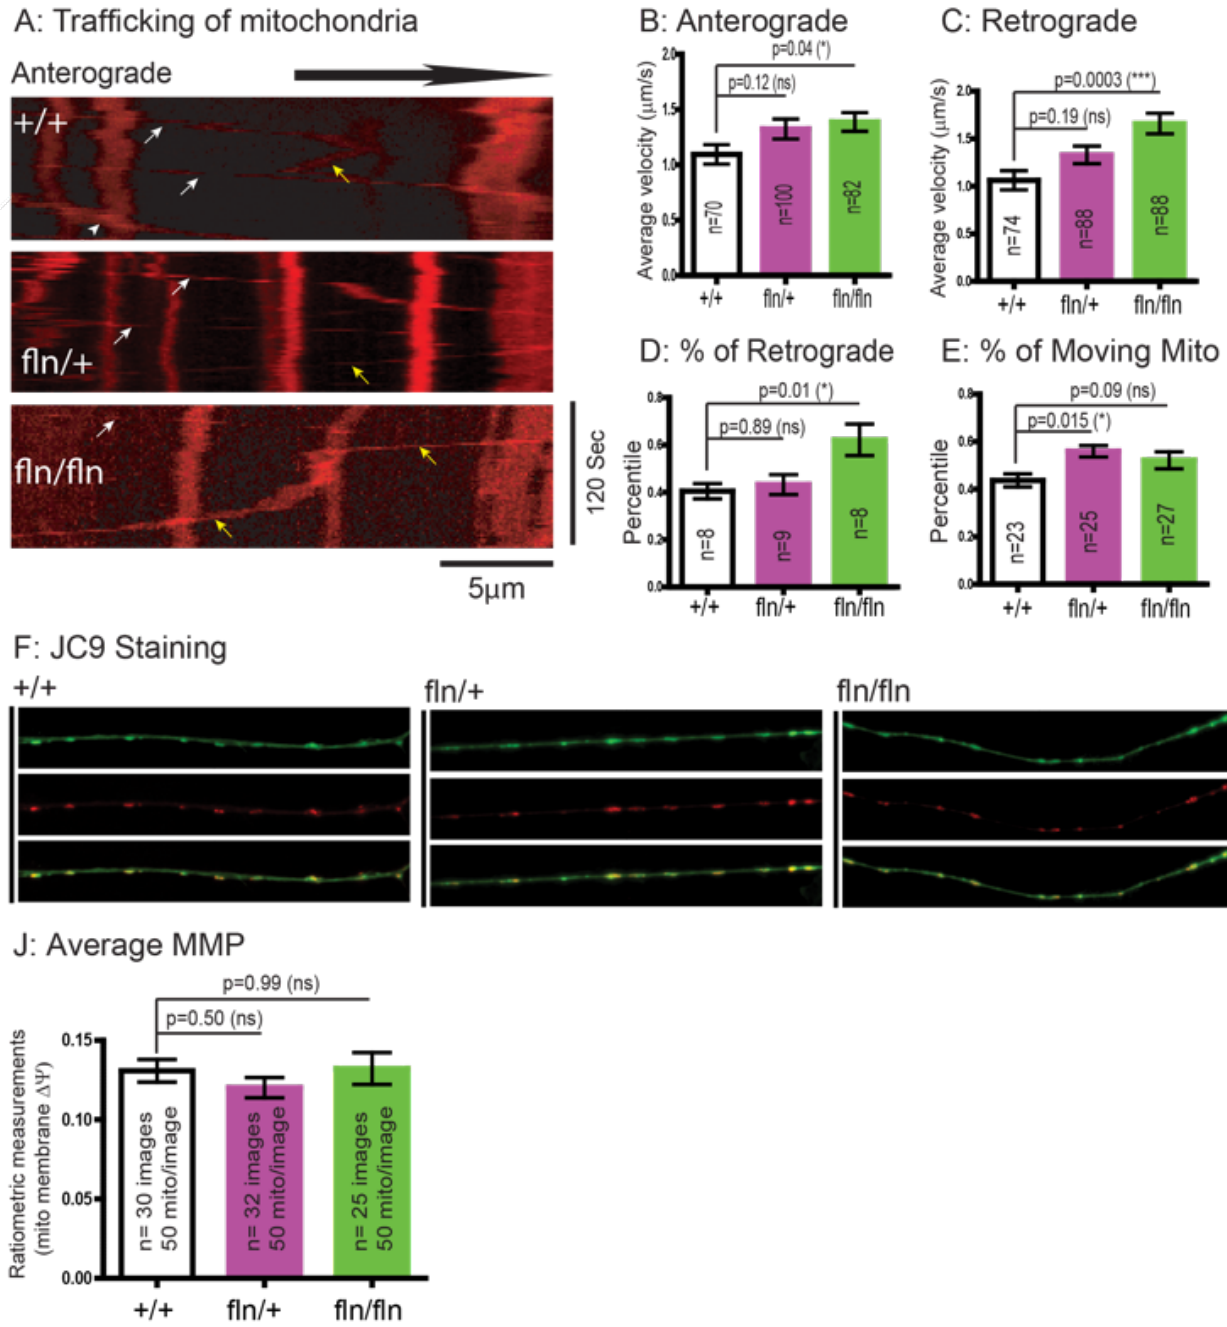 A: Trafficking of mitochondria
Anterograde
+/+
fln/+
fln/fln
120 Sec
5µm
B: Anterograde
Average velocity (µm/s)
2.0
1.5
1.0
0.5
0.0
p=0.04 (*)
p=0.12 (ns)
n=70
n=100
n=82
+/+
fln/+
fln/fln
C: Retrograde
Average velocity (µm/s)
2.0
1.5
1.0
0.5
0.0
p=0.0003 (***)
p=0.19 (ns)
n=74
n=88
n=88
+/+
fln/+
fln/fln
D: % of Retrograde
Percentile
0.8
0.6
0.4
0.2
0.0
p=0.01 (*)
p=0.89 (ns)
n=8
n=9
n=8
+/+
fln/+
fln/fln
E: % of Moving Mito
Percentile
0.8
0.6
0.4
0.2
0.0
p=0.09 (ns)
p=0.015 (*)
n=23
n=25
n=27
+/+
fln/+
fln/fln
F: JC9 Staining
+/+
fln/+
fln/fln
J: Average MMP
Ratiometric measurements
(mito membrane ΔΨ)
0.15
0.10
0.05
0.00
p=0.99 (ns)
p=0.50 (ns)
n= 30 images
50 mito/image
n= 32 images
50 mito/image
n= 25 images
50 mito/image
+/+
fln/+
fln/fln